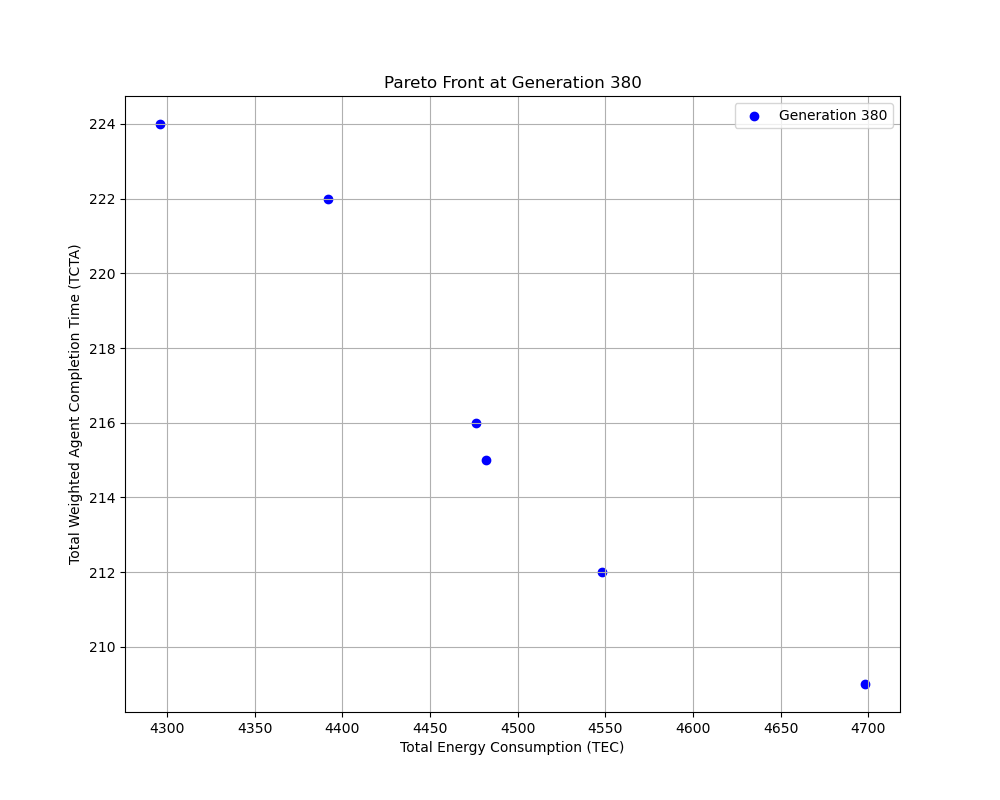 Pareto Front at Generation 380
Generation 380
224
222
220
218
216
214
212
210
Total Weighted Agent Completion Time (TCTA)
4300 4350 4400 4450 4500 4550 4600 4650 4700
Total Energy Consumption (TEC)